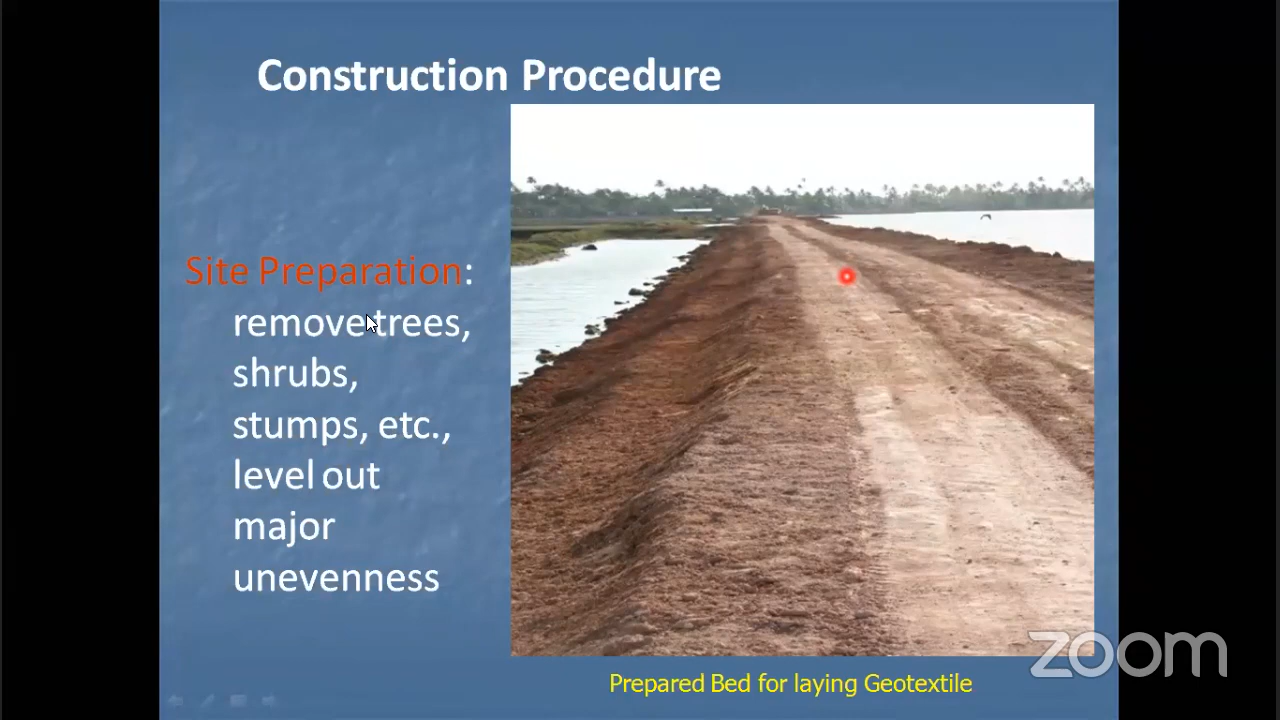 Construction Procedure
Site Preparation:
remove trees,
shrubs,
stumps, etc.,
level out
major
unevenness
Prepared Bed for laying Geotextile
zoom